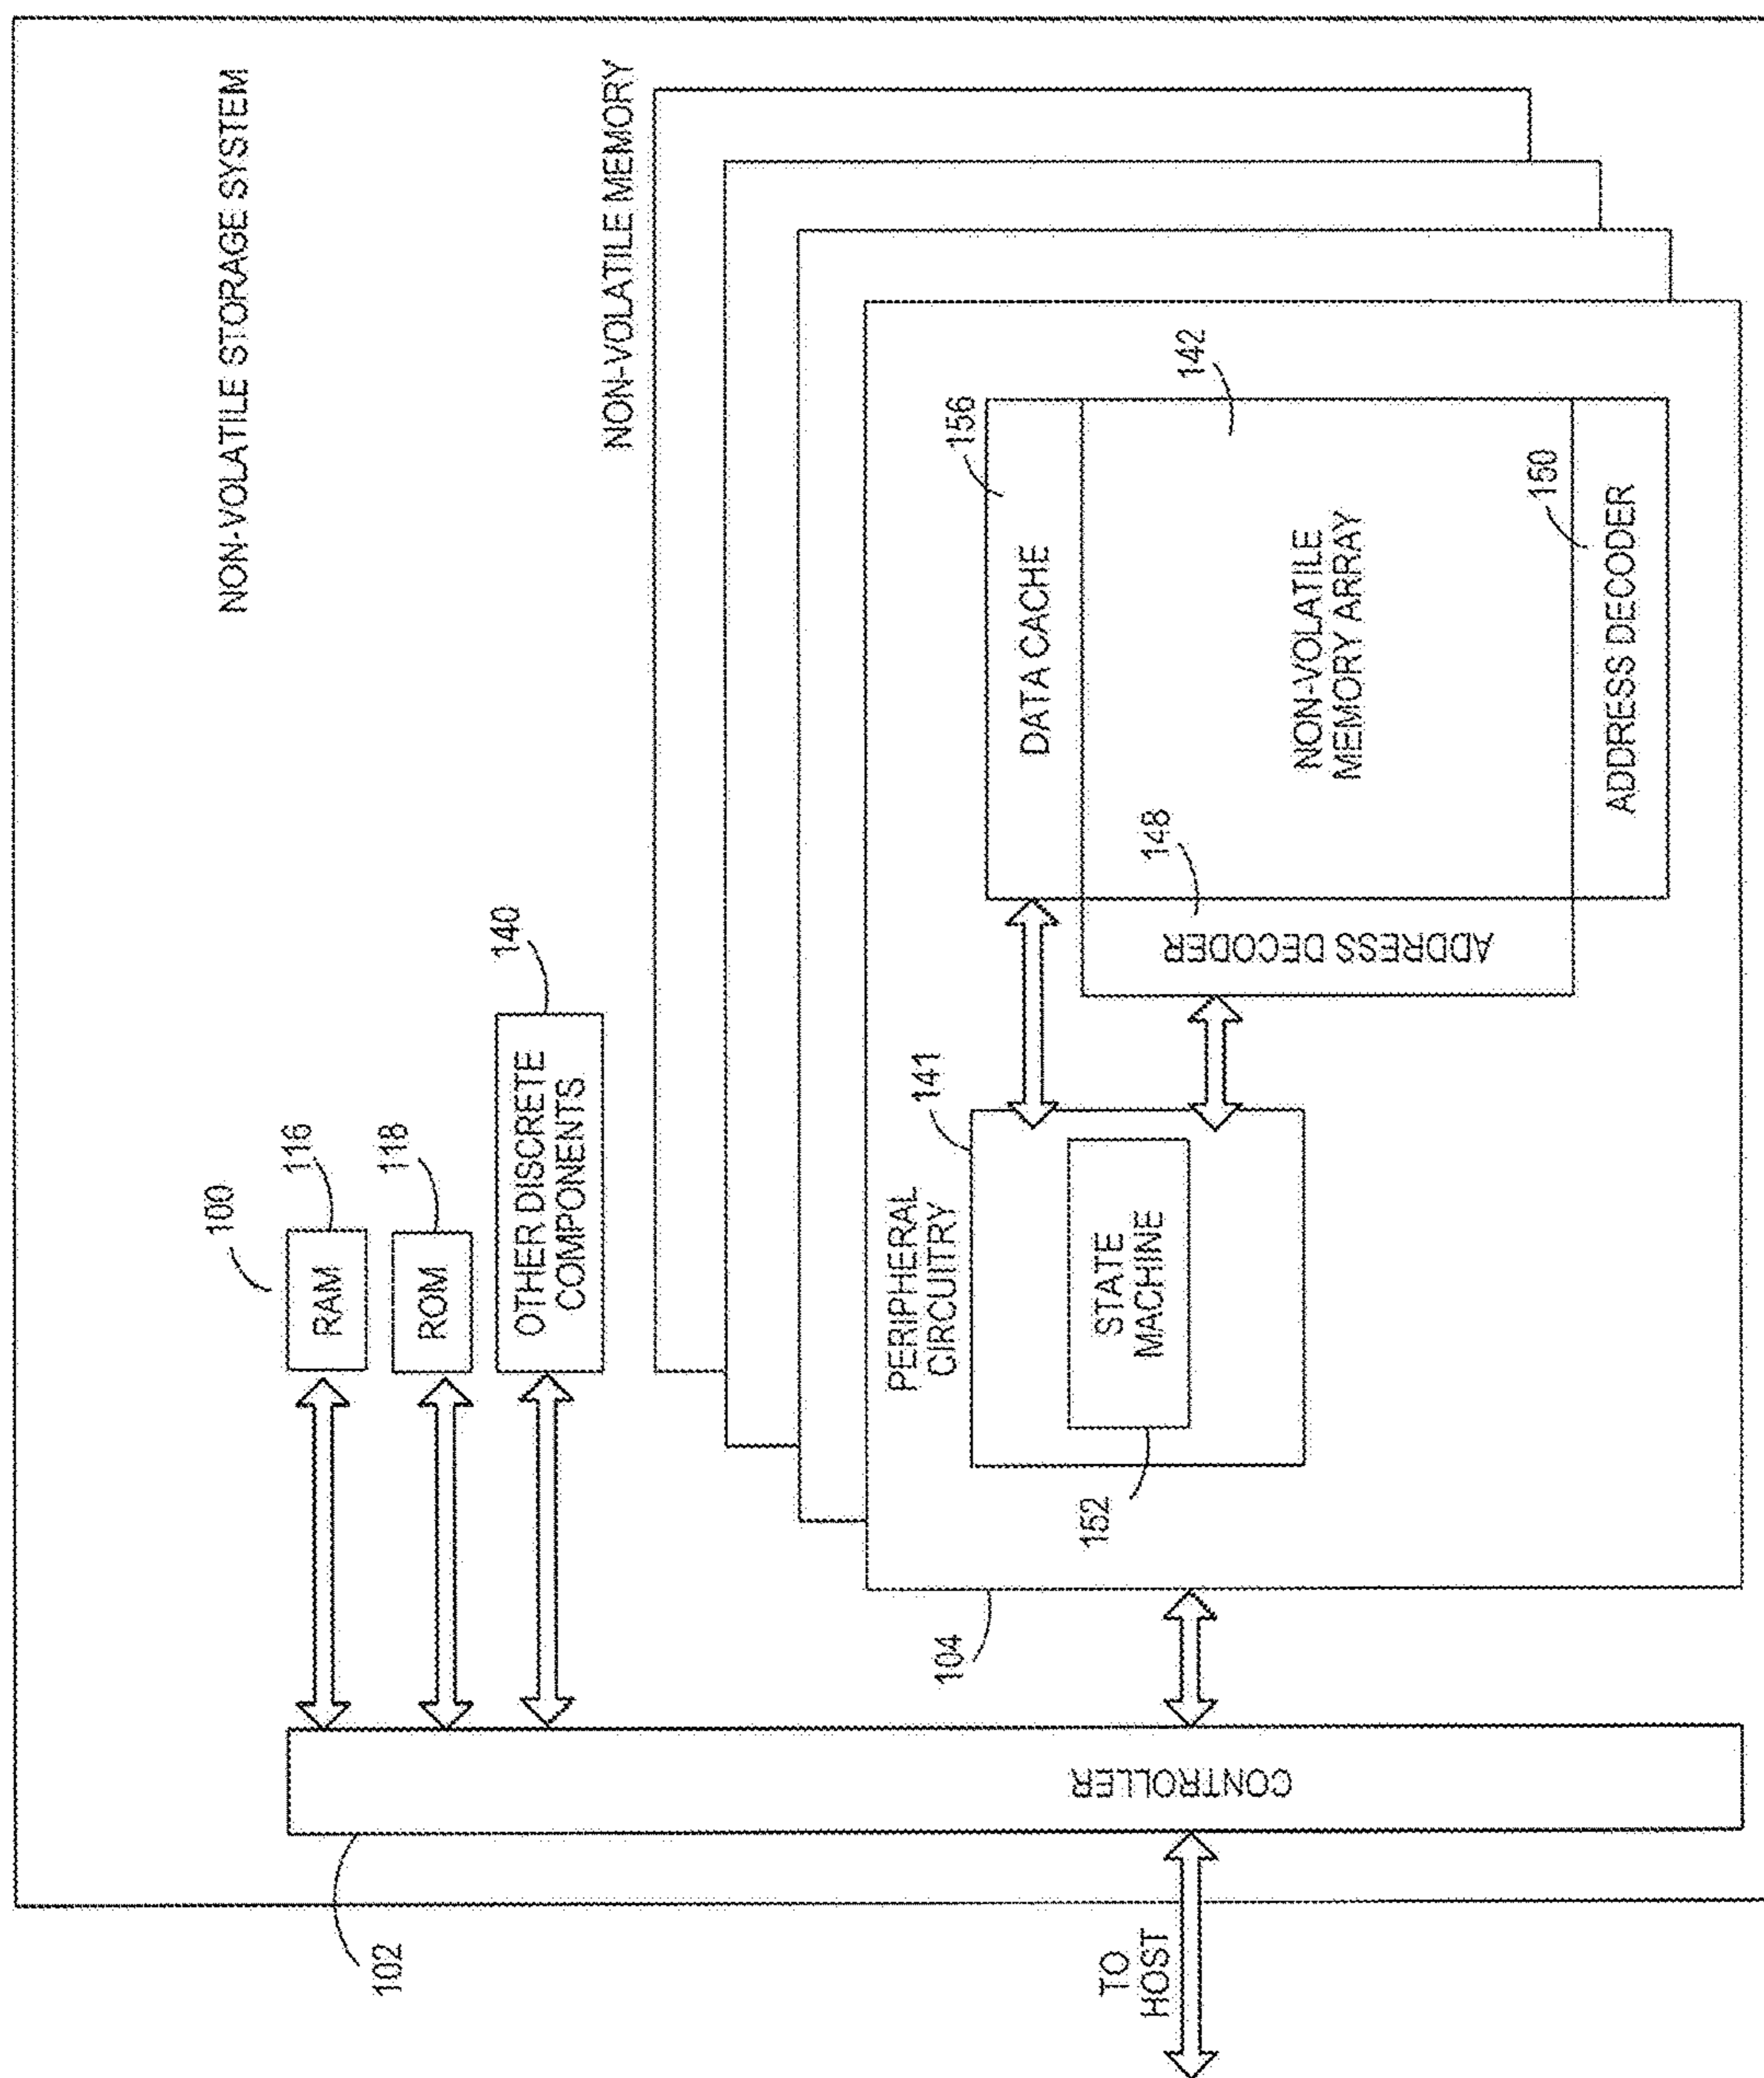 NON-VOLATILE STORAGE SYSTEM
100
RAM
116
ROM
118
OTHER DISCRETE
COMPONENTS
140
NON-VOLATILE MEMORY
102
CONTROLLER
TO
HOST
104
PERIPHERAL
CIRCUITRY
141
STATE
MACHINE
152
DATA CACHE
156
ADDRESS DECODER
148
NON-VOLATILE
MEMORY ARRAY
142
ADDRESS DECODER
150